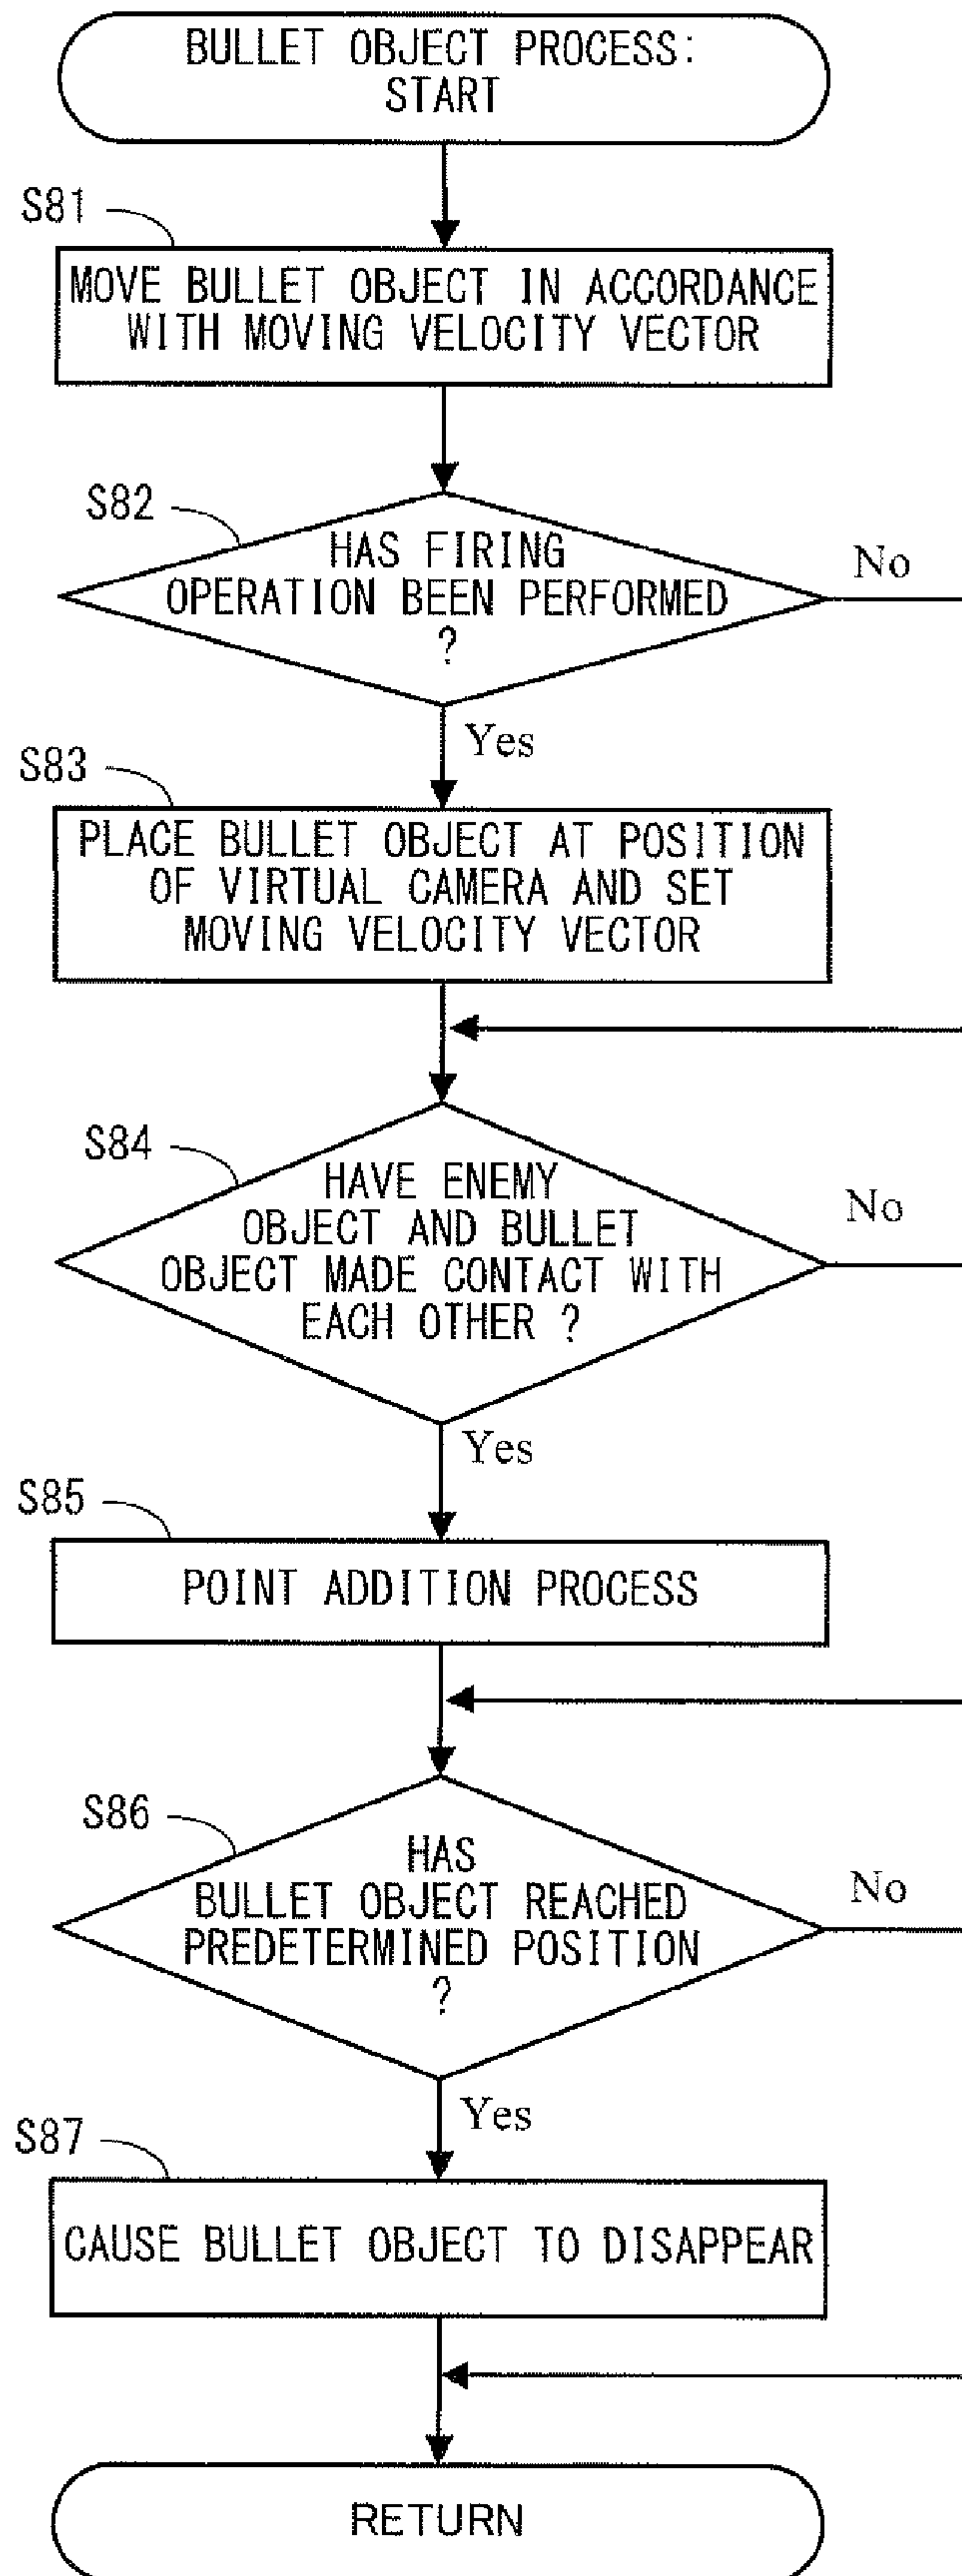 BULLET OBJECT PROCESS:
START
S81
MOVE BULLET OBJECT IN ACCORDANCE
WITH MOVING VELOCITY VECTOR
S82
HAS FIRING
OPERATION BEEN PERFORMED
?
No
Yes
S83
PLACE BULLET OBJECT AT POSITION
OF VIRTUAL CAMERA AND SET
MOVING VELOCITY VECTOR
S84
HAVE ENEMY
OBJECT AND BULLET
OBJECT MADE CONTACT WITH
EACH OTHER ?
No
Yes
S85
POINT ADDITION PROCESS
S86
HAS
BULLET OBJECT REACHED
PREDETERMINED POSITION
?
No
Yes
S87
CAUSE BULLET OBJECT TO DISAPPEAR
RETURN